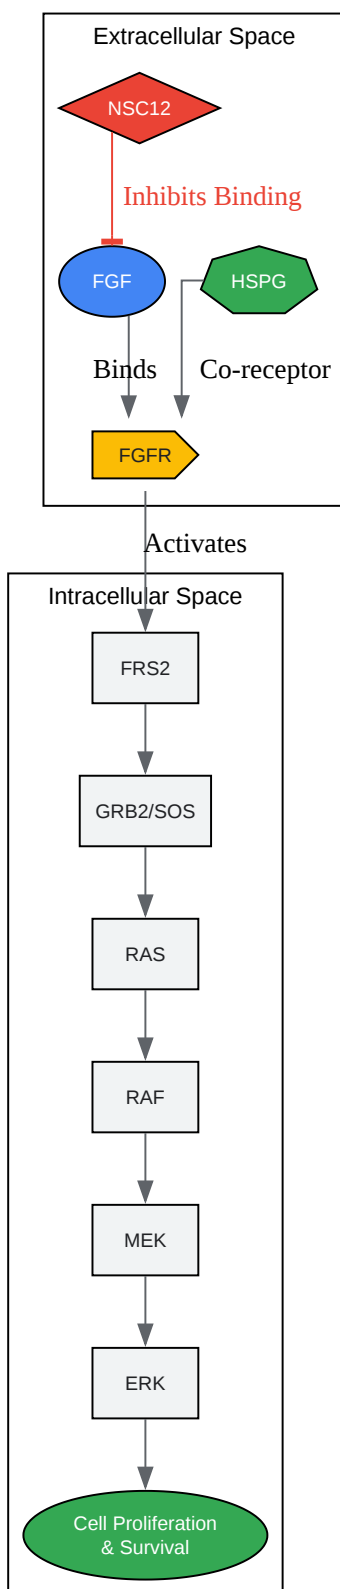 Extracellular Space
NSC12
Inhibits Binding
FGF
HSPG
Binds
Co-receptor
FGFR
Activates
Intracellular Space
FRS2
GRB2/SOS
RAS
RAF
MEK
ERK
Cell Proliferation
& Survival